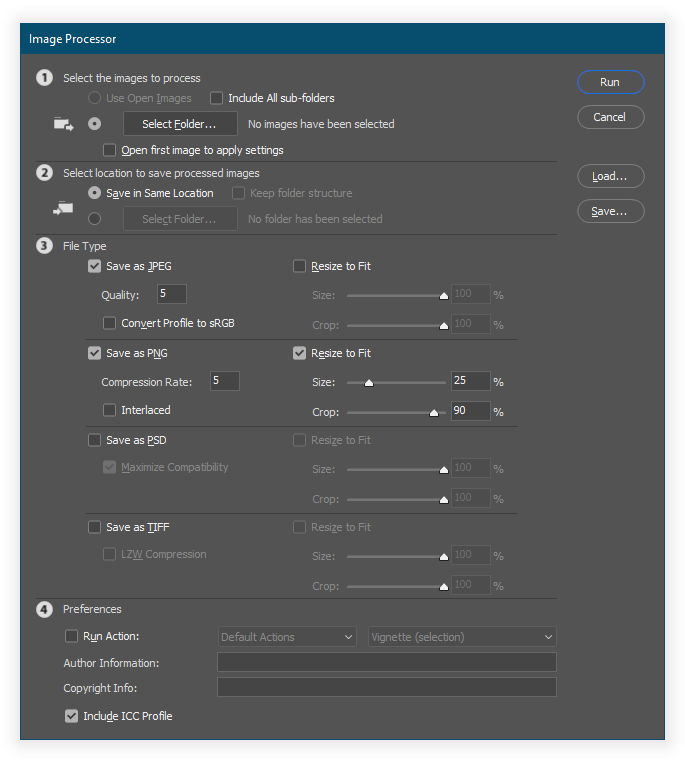 Image Processor
1 Select the images to process
Use Open Images Include All sub-folders
Select Folder... No images have been selected
Open first image to apply settings
Run
Cancel
2 Select location to save processed images
Save in Same Location Keep folder structure
Select Folder... No folder has been selected
Load...
Save...
3 File Type
Save as JPEG Resize to Fit
Quality: 5 Size: 100 %
Convert Profile to sRGB Crop: 100 %
Save as PNG Resize to Fit
Compression Rate: 5 Size: 25 %
Interlaced Crop: 90 %
Save as PSD Resize to Fit
Maximize Compatibility Size: 100 %
Crop: 100 %
Save as TIFF Resize to Fit
LZW Compression Size: 100 %
Crop: 100 %
4 Preferences
Run Action: Default Actions Vignette (selection)
Author Information:
Copyright Info:
Include ICC Profile